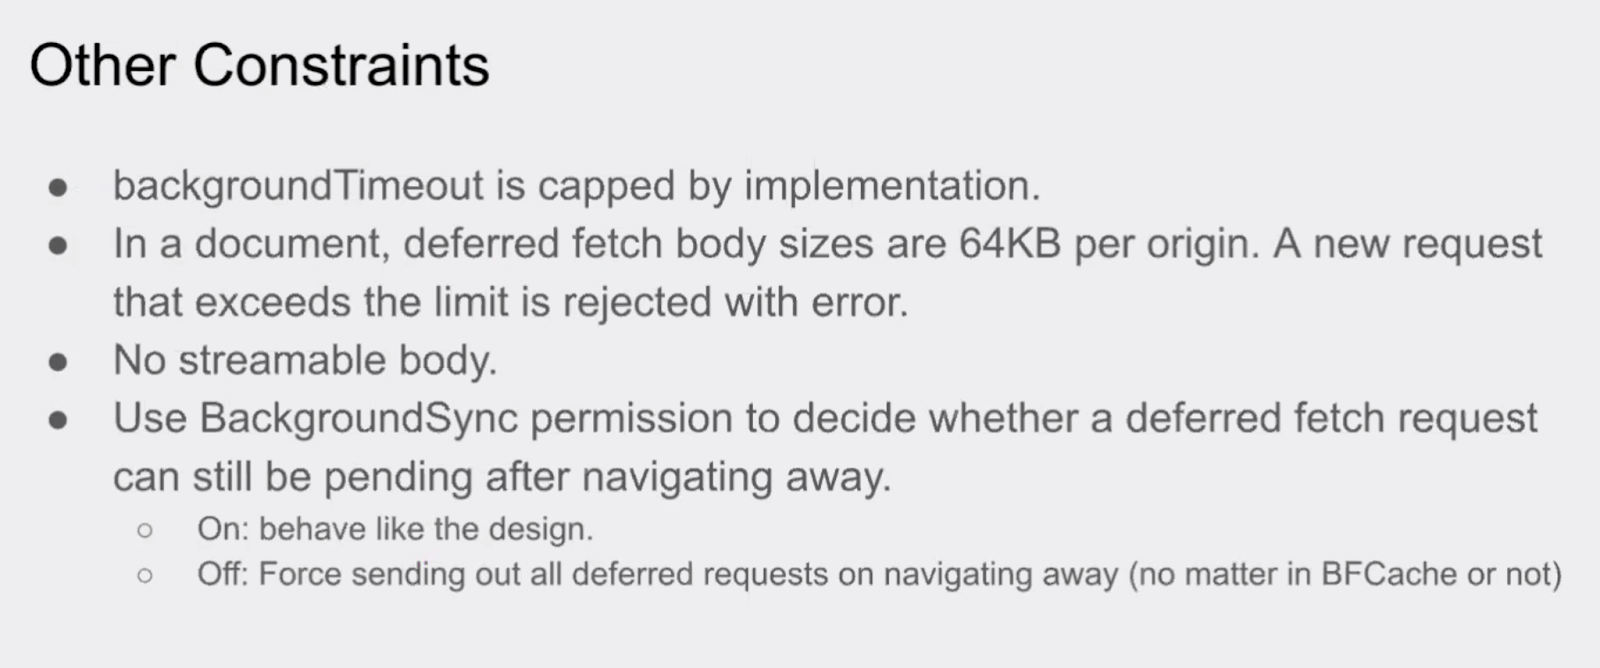 Other Constraints
● backgroundTimeout is capped by implementation.
● In a document, deferred fetch body sizes are 64KB per origin. A new request
that exceeds the limit is rejected with error.
● No streamable body.
● Use BackgroundSync permission to decide whether a deferred fetch request
can still be pending after navigating away.
○ On: behave like the design.
○ Off: Force sending out all deferred requests on navigating away (no matter in BFCache or not)